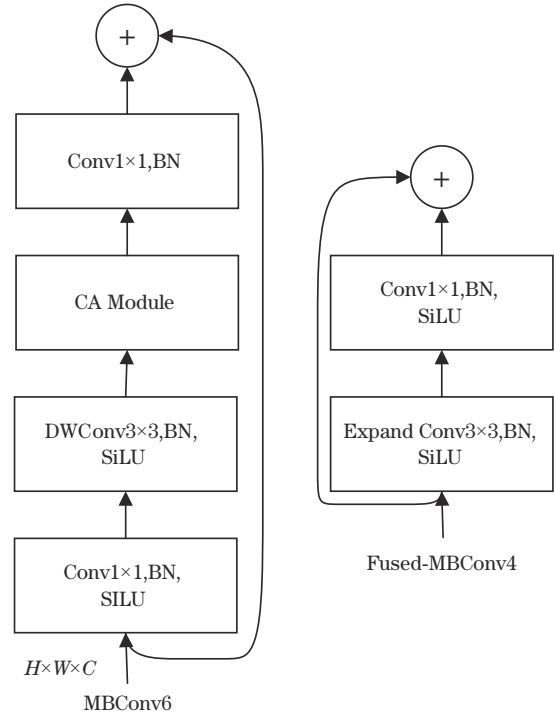 +
Conv1×1,BN
CA Module
DWConv3×3,BN,
SiLU
Conv1×1,BN,
SILU
H×W×C
MBConv6
+
Conv1×1,BN,
SiLU
Expand Conv3×3,BN,
SiLU
Fused-MBConv4